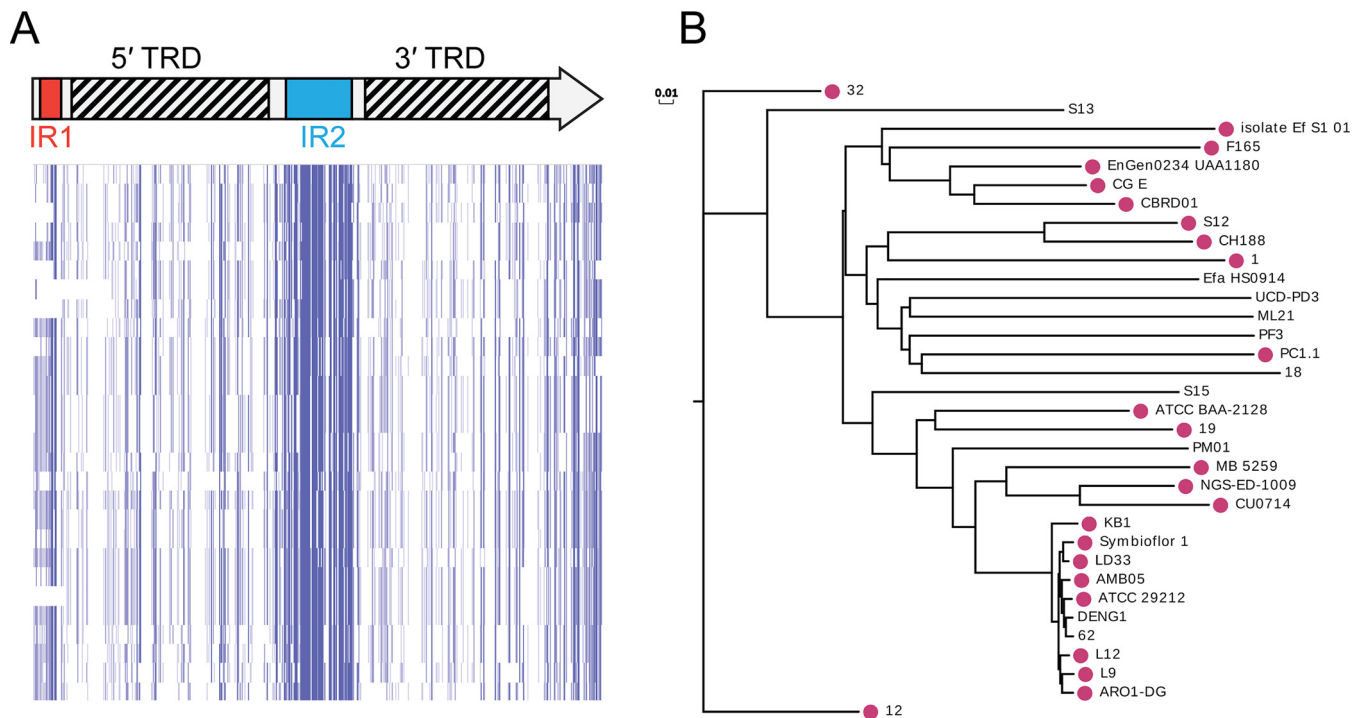 A
5′ TRD
3′ TRD
IR1
IR2
B
0.01
32
S13
isolate Ef S1 01
F165
EnGen0234 UAA1180
CG E
CBRD01
S12
CH188
1
Efa HS0914
UCD-PD3
ML21
PF3
PC1.1
18
S15
ATCC BAA-2128
19
PM01
MB 5259
NGS-ED-1009
CU0714
KB1
Symbioflor 1
LD33
AMB05
ATCC 29212
DENG1
62
L12
L9
ARO1-DG
12